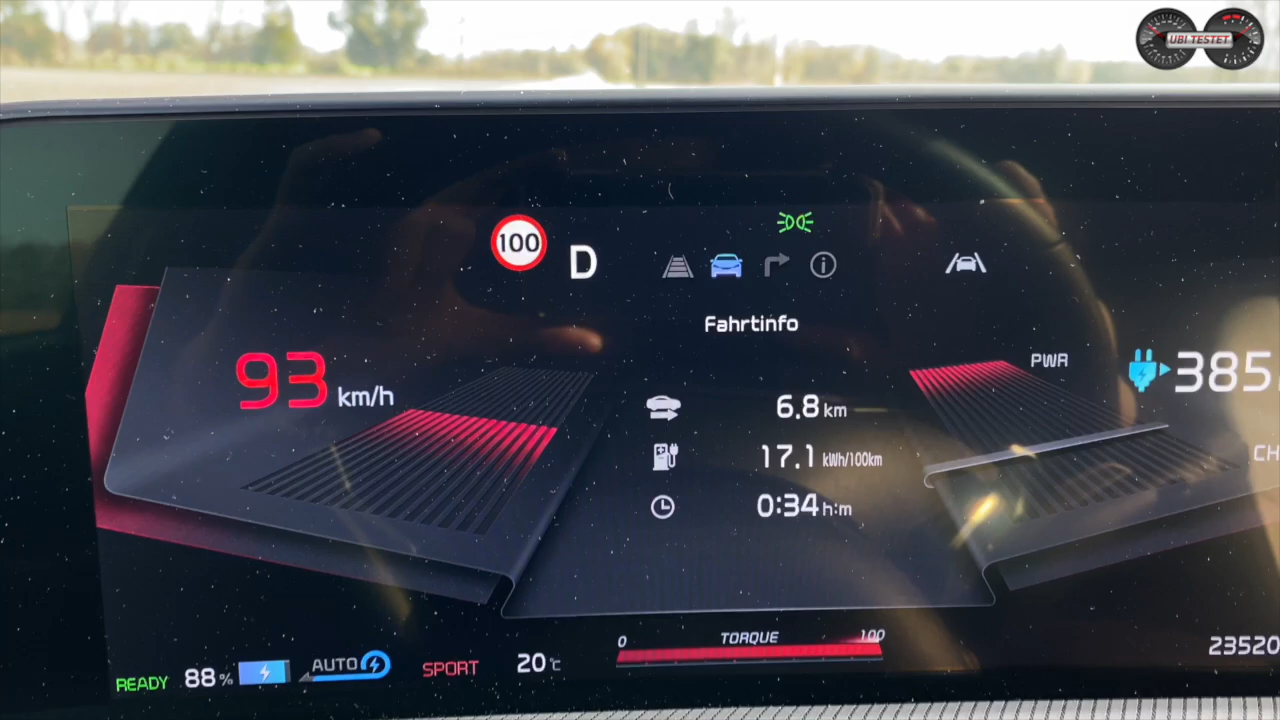 UBI TESTET
100
D
i
Fahrtinfo
93 km/h
PWR
385
6.8 km
17.1 kWh/100km
CH
0:34 h:m
0 TORQUE 100
23520
READY 88% AUTO SPORT 20°C